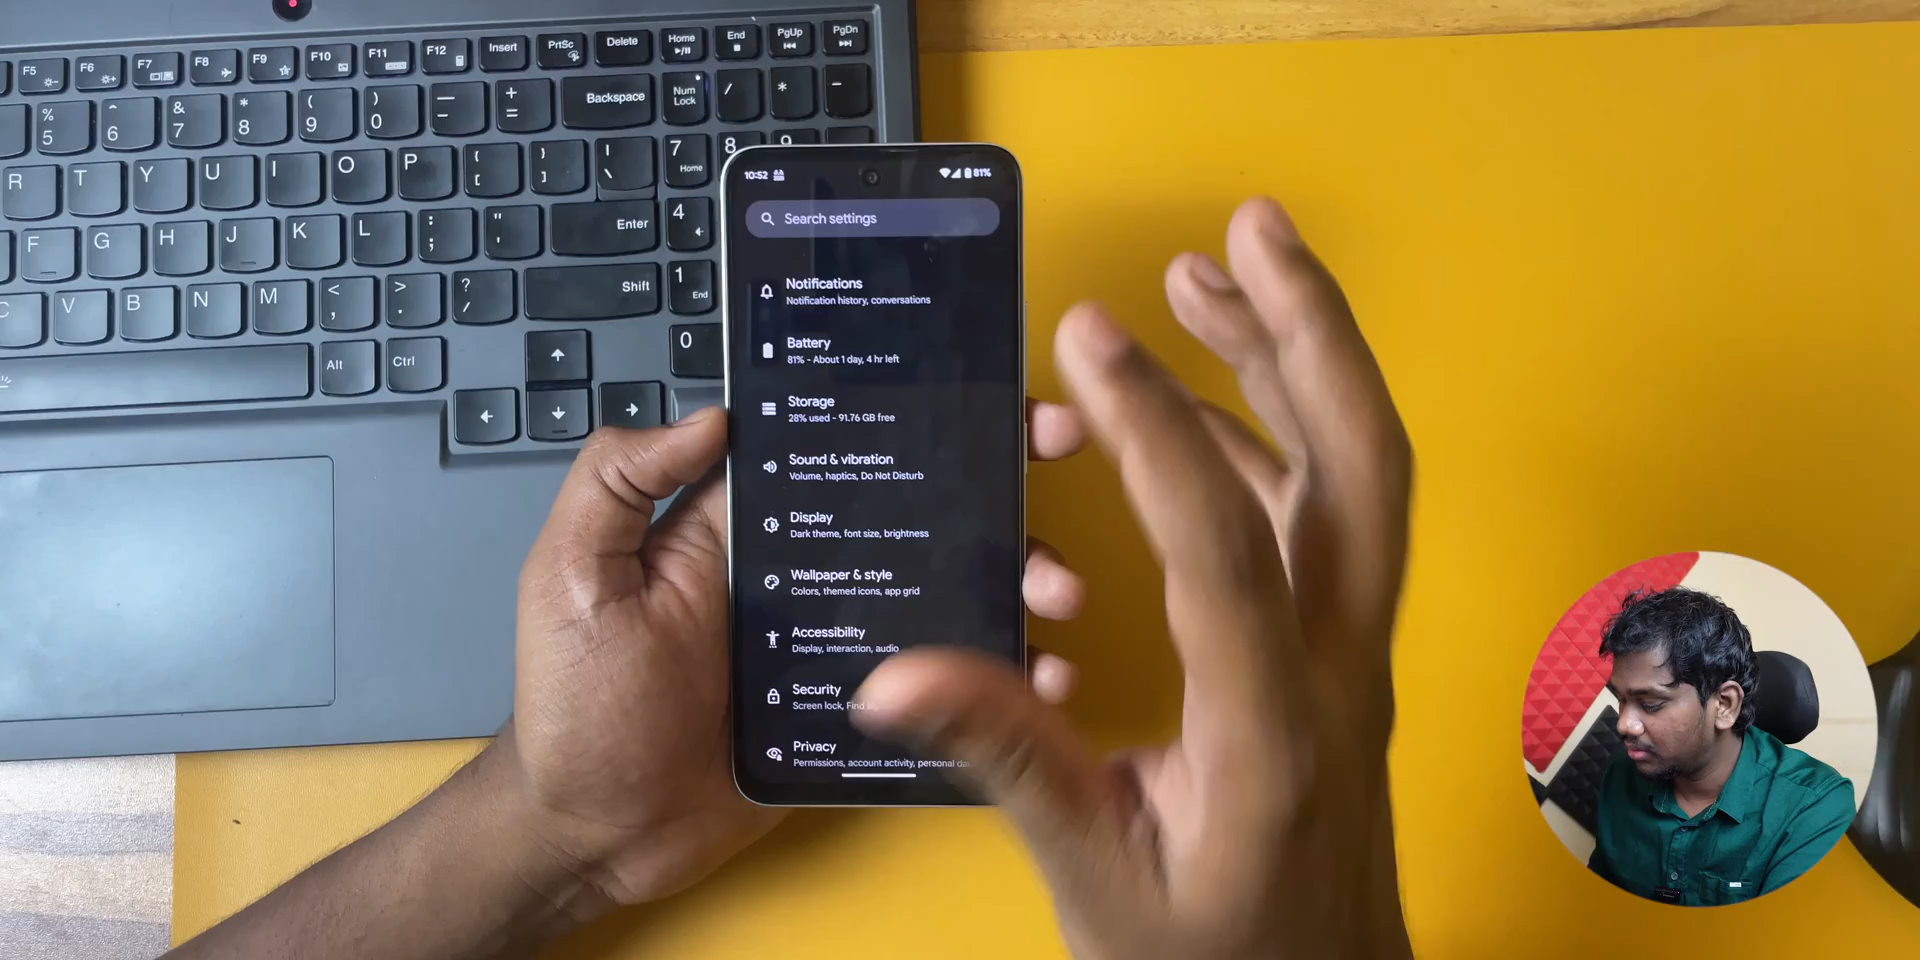 F5 F6 F7 F8 F9 F10 F11 F12 Insert PrtSc Delete Home End PgUp PgDn
% 5 ^ 6 & 7 * 8 ( 9 ) 0 — - + = Backspace Num Lock / * -
R T Y U I O P { [ } ] | \ 7 Home 8 9
F G H J K L : ; " ' Enter 4
C V B N M < , > . ? / Shift 1 End
Alt Ctrl 0
10:52 81%
Search settings
Notifications
Notification history, conversations
Battery
81% - About 1 day, 4 hr left
Storage
28% used - 91.76 GB free
Sound & vibration
Volume, haptics, Do Not Disturb
Display
Dark theme, font size, brightness
Wallpaper & style
Colors, themed icons, app grid
Accessibility
Display, interaction, audio
Security
Screen lock, Find
Privacy
Permissions, account activity, personal